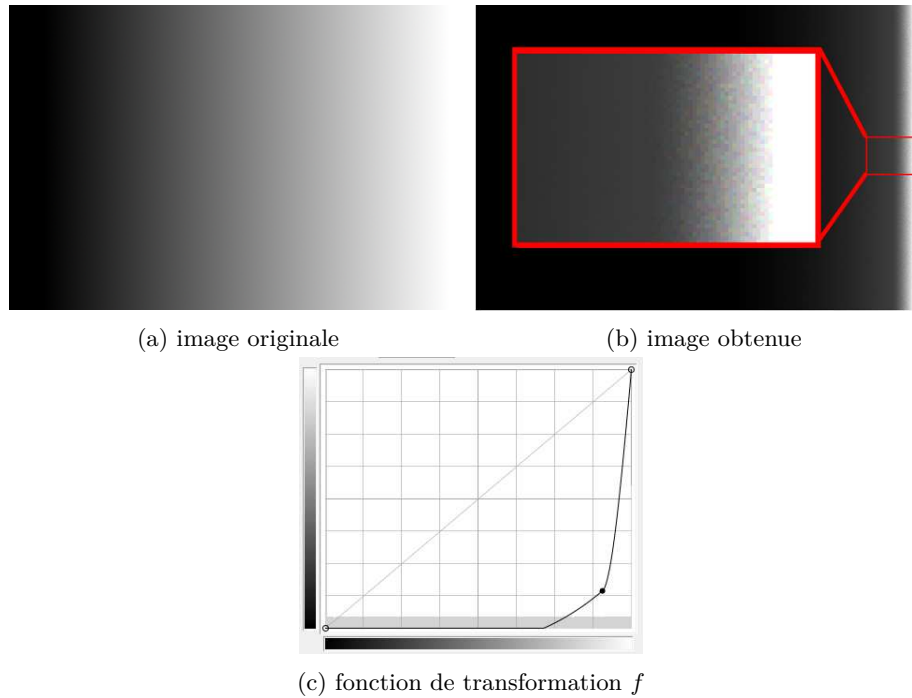 (a) image originale
(b) image obtenue
(c) fonction de transformation f